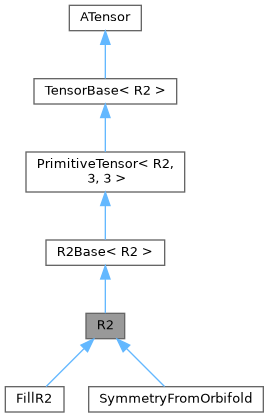 ATensor
TensorBase< R2 >
PrimitiveTensor< R2,
3, 3 >
R2Base< R2 >
R2
FillR2
SymmetryFromOrbifold